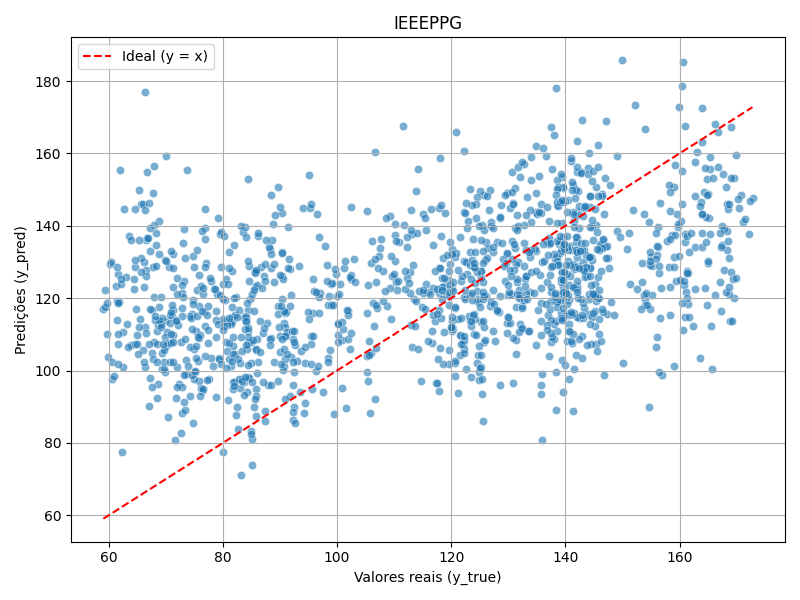 IEEEPPG
Ideal (y = x)
Predições (y_pred)
180
160
140
120
100
80
60
60 80 100 120 140 160
Valores reais (y_true)